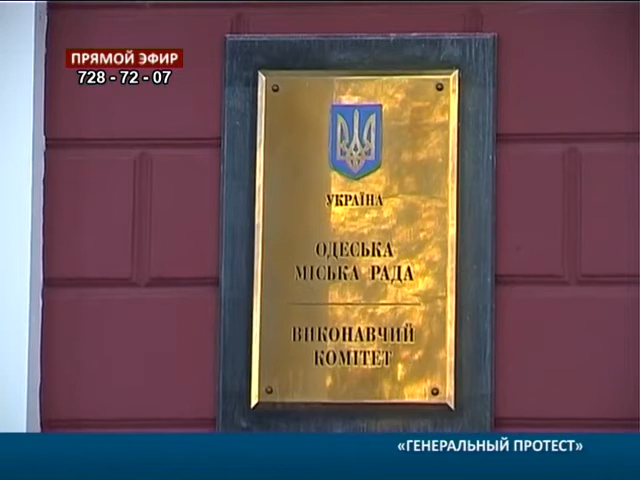 ПРЯМОЙ ЭФИР
728 - 72 - 07
УКРАЇНА
ОДЕСЬКА
МІСЬКА РАДА
ВИКОНАВЧИЙ
КОМІТЕТ
«ГЕНЕРАЛЬНЫЙ ПРОТЕСТ»